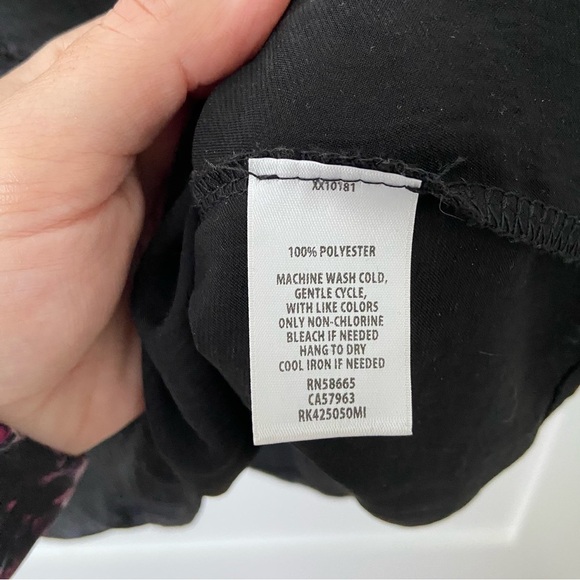 XX10181
100% POLYESTER
MACHINE WASH COLD,
GENTLE CYCLE,
WITH LIKE COLORS
ONLY NON-CHLORINE
BLEACH IF NEEDED
HANG TO DRY
COOL IRON IF NEEDED
RN58665
CA57963
RK425050MI